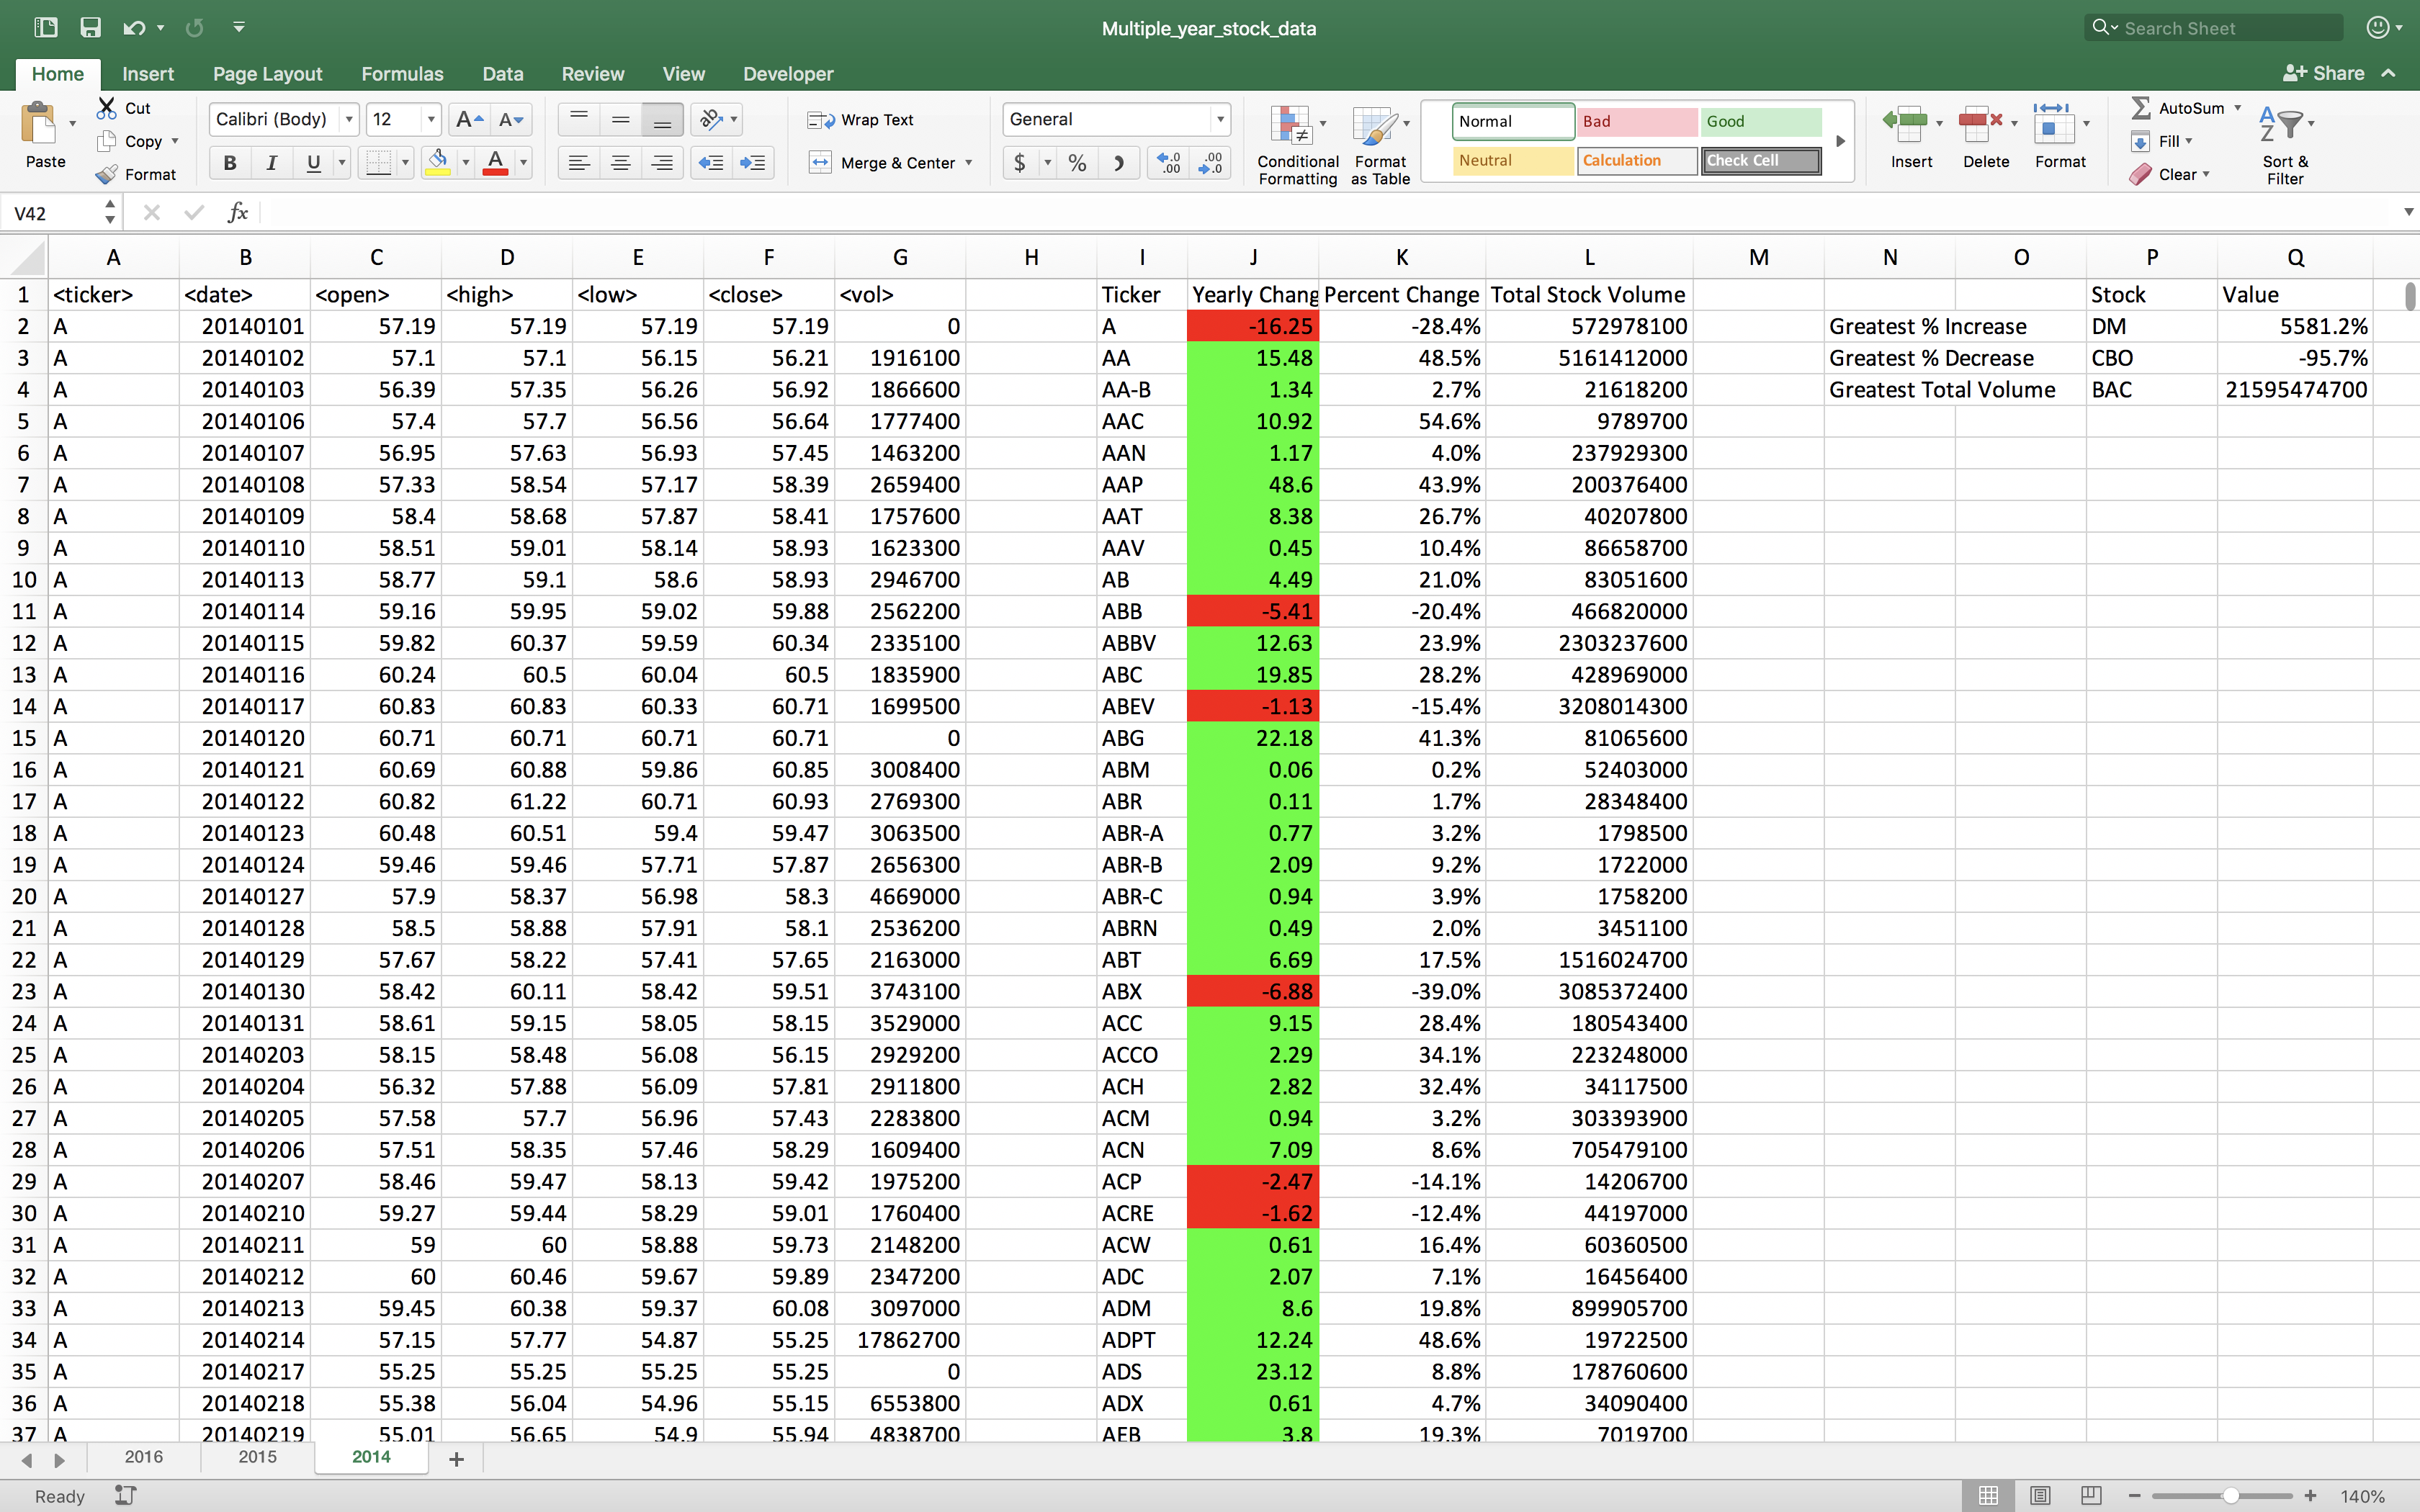 Multiple_year_stock_data
Search Sheet
Home Insert Page Layout Formulas Data Review View Developer Share
Paste Cut Copy Format
Calibri (Body) 12 A A
B I U A
Wrap Text
Merge & Center
General
$ % .0 .00 .00 .0
Conditional Formatting Format as Table
Normal Bad Good
Neutral Calculation Check Cell
Insert Delete Format
AutoSum
Fill
Clear
Sort & Filter
V42 fx
A B C D E F G H I J K L M N O P Q
1 <ticker> <date> <open> <high> <low> <close> <vol> Ticker Yearly Chang Percent Change Total Stock Volume Stock Value
2 A 20140101 57.19 57.19 57.19 57.19 0 A -16.25 -28.4% 572978100 Greatest % Increase DM 5581.2%
3 A 20140102 57.1 57.1 56.15 56.21 1916100 AA 15.48 48.5% 5161412000 Greatest % Decrease CBO -95.7%
4 A 20140103 56.39 57.35 56.26 56.92 1866600 AA-B 1.34 2.7% 21618200 Greatest Total Volume BAC 21595474700
5 A 20140106 57.4 57.7 56.56 56.64 1777400 AAC 10.92 54.6% 9789700
6 A 20140107 56.95 57.63 56.93 57.45 1463200 AAN 1.17 4.0% 237929300
7 A 20140108 57.33 58.54 57.17 58.39 2659400 AAP 48.6 43.9% 200376400
8 A 20140109 58.4 58.68 57.87 58.41 1757600 AAT 8.38 26.7% 40207800
9 A 20140110 58.51 59.01 58.14 58.93 1623300 AAV 0.45 10.4% 86658700
10 A 20140113 58.77 59.1 58.6 58.93 2946700 AB 4.49 21.0% 83051600
11 A 20140114 59.16 59.95 59.02 59.88 2562200 ABB -5.41 -20.4% 466820000
12 A 20140115 59.82 60.37 59.59 60.34 2335100 ABBV 12.63 23.9% 2303237600
13 A 20140116 60.24 60.5 60.04 60.5 1835900 ABC 19.85 28.2% 428969000
14 A 20140117 60.83 60.83 60.33 60.71 1699500 ABEV -1.13 -15.4% 3208014300
15 A 20140120 60.71 60.71 60.71 60.71 0 ABG 22.18 41.3% 81065600
16 A 20140121 60.69 60.88 59.86 60.85 3008400 ABM 0.06 0.2% 52403000
17 A 20140122 60.82 61.22 60.71 60.93 2769300 ABR 0.11 1.7% 28348400
18 A 20140123 60.48 60.51 59.4 59.47 3063500 ABR-A 0.77 3.2% 1798500
19 A 20140124 59.46 59.46 57.71 57.87 2656300 ABR-B 2.09 9.2% 1722000
20 A 20140127 57.9 58.37 56.98 58.3 4669000 ABR-C 0.94 3.9% 1758200
21 A 20140128 58.5 58.88 57.91 58.1 2536200 ABRN 0.49 2.0% 3451100
22 A 20140129 57.67 58.22 57.41 57.65 2163000 ABT 6.69 17.5% 1516024700
23 A 20140130 58.42 60.11 58.42 59.51 3743100 ABX -6.88 -39.0% 3085372400
24 A 20140131 58.61 59.15 58.05 58.15 3529000 ACC 9.15 28.4% 180543400
25 A 20140203 58.15 58.48 56.08 56.15 2929200 ACCO 2.29 34.1% 223248000
26 A 20140204 56.32 57.88 56.09 57.81 2911800 ACH 2.82 32.4% 34117500
27 A 20140205 57.58 57.7 56.96 57.43 2283800 ACM 0.94 3.2% 303393900
28 A 20140206 57.51 58.35 57.46 58.29 1609400 ACN 7.09 8.6% 705479100
29 A 20140207 58.46 59.47 58.13 59.42 1975200 ACP -2.47 -14.1% 14206700
30 A 20140210 59.27 59.44 58.29 59.01 1760400 ACRE -1.62 -12.4% 44197000
31 A 20140211 59 60 58.88 59.73 2148200 ACW 0.61 16.4% 60360500
32 A 20140212 60 60.46 59.67 59.89 2347200 ADC 2.07 7.1% 16456400
33 A 20140213 59.45 60.38 59.37 60.08 3097000 ADM 8.6 19.8% 899905700
34 A 20140214 57.15 57.77 54.87 55.25 17862700 ADPT 12.24 48.6% 19722500
35 A 20140217 55.25 55.25 55.25 55.25 0 ADS 23.12 8.8% 178760600
36 A 20140218 55.38 56.04 54.96 55.15 6553800 ADX 0.61 4.7% 34090400
37 A 20140219 55.01 56.65 54.9 55.94 4838700 AEB 3.8 19.3% 7019700
2016 2015 2014 +
Ready 140%